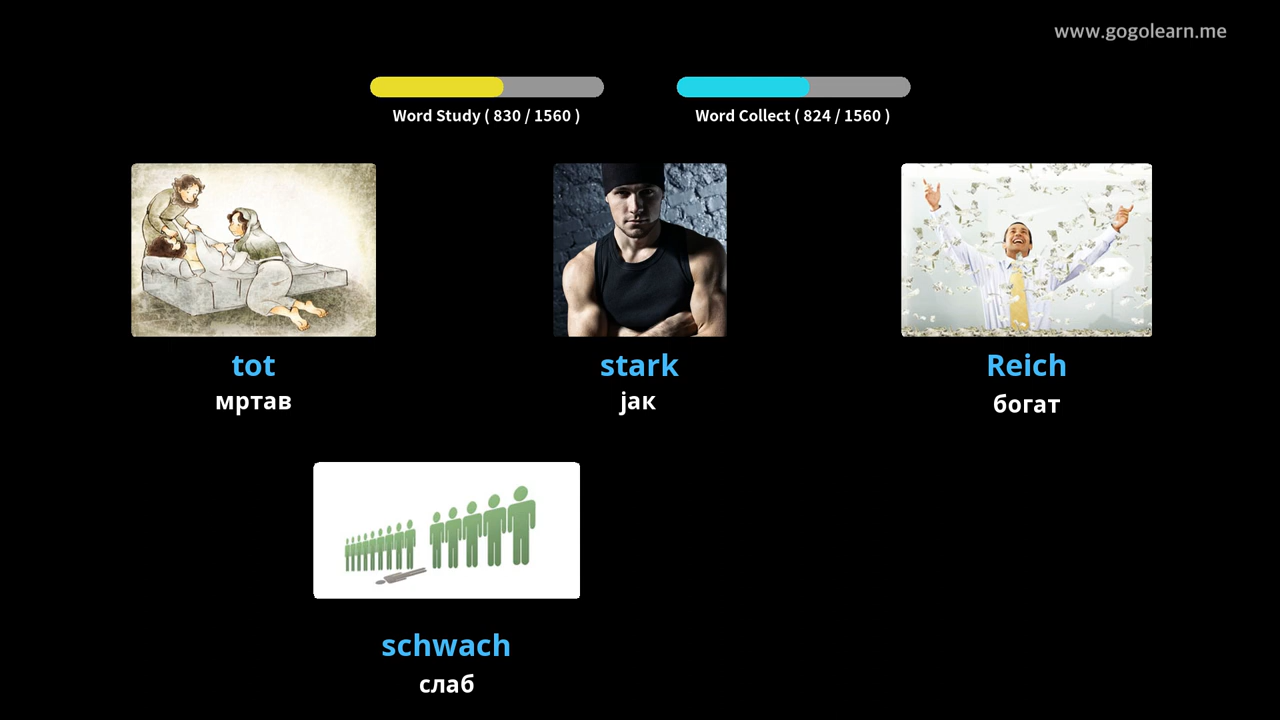 www.gogolearn.me
Word Study ( 830 / 1560 )
Word Collect ( 824 / 1560 )
tot
мртав
stark
јак
Reich
богат
schwach
слаб